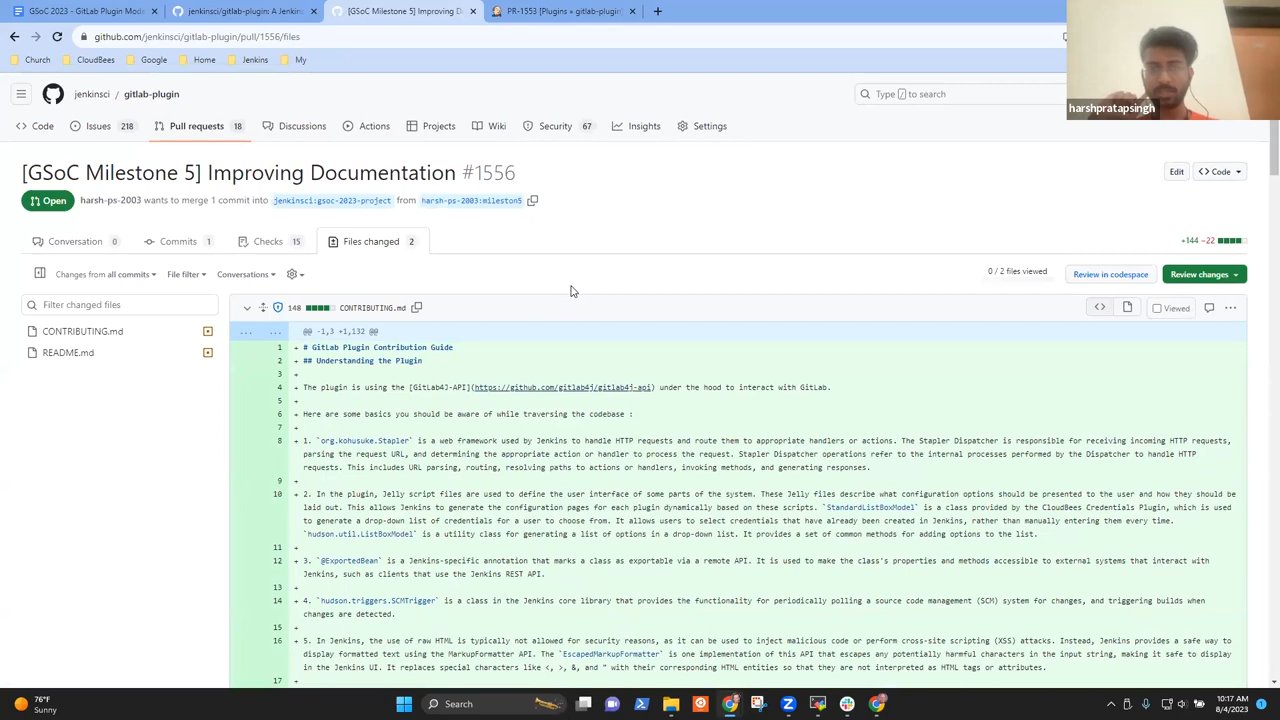 GSoC 2023 - GitLab Plugin Mode
jenkinsci/gitlab-plugin A Jenkins
[GSoC Milestone 5] Improving D
PR-1553 [Plugins » gitlab-plugin
github.com/jenkinsci/gitlab-plugin/pull/1556/files
Church
CloudBees
Google
Home
Jenkins
My
harshpratapsingh
jenkinsci / gitlab-plugin
Type / to search
Code
Issues 218
Pull requests 18
Discussions
Actions
Projects
Wiki
Security 67
Insights
Settings
[GSoC Milestone 5] Improving Documentation #1556
Edit
<> Code
Open
harsh-ps-2003 wants to merge 1 commit into jenkinsci:gsoc-2023-project from harsh-ps-2003:mileston5
Conversation 0
Commits 1
Checks 15
Files changed 2
+144 −22
Changes from all commits
File filter
Conversations
0 / 2 files viewed
Review in codespace
Review changes
Filter changed files
CONTRIBUTING.md
README.md
148 CONTRIBUTING.md
Viewed
... ... @@ -1,3 +1,132 @@
1 + # GitLab Plugin Contribution Guide
2 + ## Understanding the Plugin
3 +
4 + The plugin is using the [GitLab4J-API](https://github.com/gitlab4j/gitlab4j-api) under the hood to interact with GitLab.
5 +
6 + Here are some basics you should be aware of while traversing the codebase :
7 +
8 + 1. `org.kohusuke.Stapler` is a web framework used by Jenkins to handle HTTP requests and route them to appropriate handlers or actions. The Stapler Dispatcher is responsible for receiving incoming HTTP requests,
parsing the request URL, and determining the appropriate action or handler to process the request. Stapler Dispatcher operations refer to the internal processes performed by the Dispatcher to handle HTTP
requests. This includes URL parsing, routing, resolving paths to actions or handlers, invoking methods, and generating responses.
9 +
10 + 2. In the plugin, Jelly script files are used to define the user interface of some parts of the system. These Jelly files describe what configuration options should be presented to the user and how they should be
laid out. This allows Jenkins to generate the configuration pages for each plugin dynamically based on these scripts. `StandardListBoxModel` is a class provided by the CloudBees Credentials Plugin, which is used
to generate a drop-down list of credentials for a user to choose from. It allows users to select credentials that have already been created in Jenkins, rather than manually entering them every time.
`hudson.util.ListBoxModel` is a utility class for generating a list of options in a drop-down list. It provides a set of common methods for adding options to the list.
11 +
12 + 3. `@ExportedBean` is a Jenkins-specific annotation that marks a class as exportable via a remote API. It is used to make the class's properties and methods accessible to external systems that interact with
Jenkins, such as clients that use the Jenkins REST API.
13 +
14 + 4. `hudson.triggers.SCMTrigger` is a class in the Jenkins core library that provides the functionality for periodically polling a source code management (SCM) system for changes, and triggering builds when
changes are detected.
15 +
16 + 5. In Jenkins, the use of raw HTML is typically not allowed for security reasons, as it can be used to inject malicious code or perform cross-site scripting (XSS) attacks. Instead, Jenkins provides a safe way to
display formatted text using the MarkupFormatter API. The `EscapedMarkupFormatter` is one implementation of this API that escapes any potentially harmful characters in the input string, making it safe to display
in the Jenkins UI. It replaces special characters like <, >, &, and " with their corresponding HTML entities so that they are not interpreted as HTML tags or attributes.
17 +
76°F
Sunny
Search
10:17 AM
8/4/2023
1